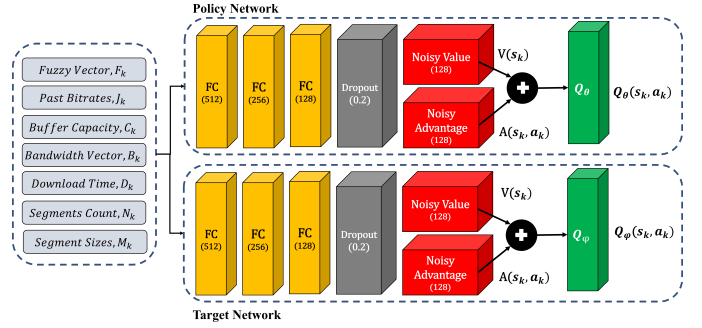 Policy Network
Fuzzy Vector, F_k
Past Bitrates, J_k
Buffer Capacity, C_k
Bandwidth Vector, B_k
Download Time, D_k
Segments Count, N_k
Segment Sizes, M_k
FC
(512)
FC
(256)
FC
(128)
Dropout
(0.2)
Noisy Value
(128)
Noisy
Advantage
(128)
V(s_k)
A(s_k, a_k)
Q_θ
Q_θ(s_k, a_k)
FC
(512)
FC
(256)
FC
(128)
Dropout
(0.2)
Noisy Value
(128)
Noisy
Advantage
(128)
V(s_k)
A(s_k, a_k)
Q_φ
Q_φ(s_k, a_k)
Target Network